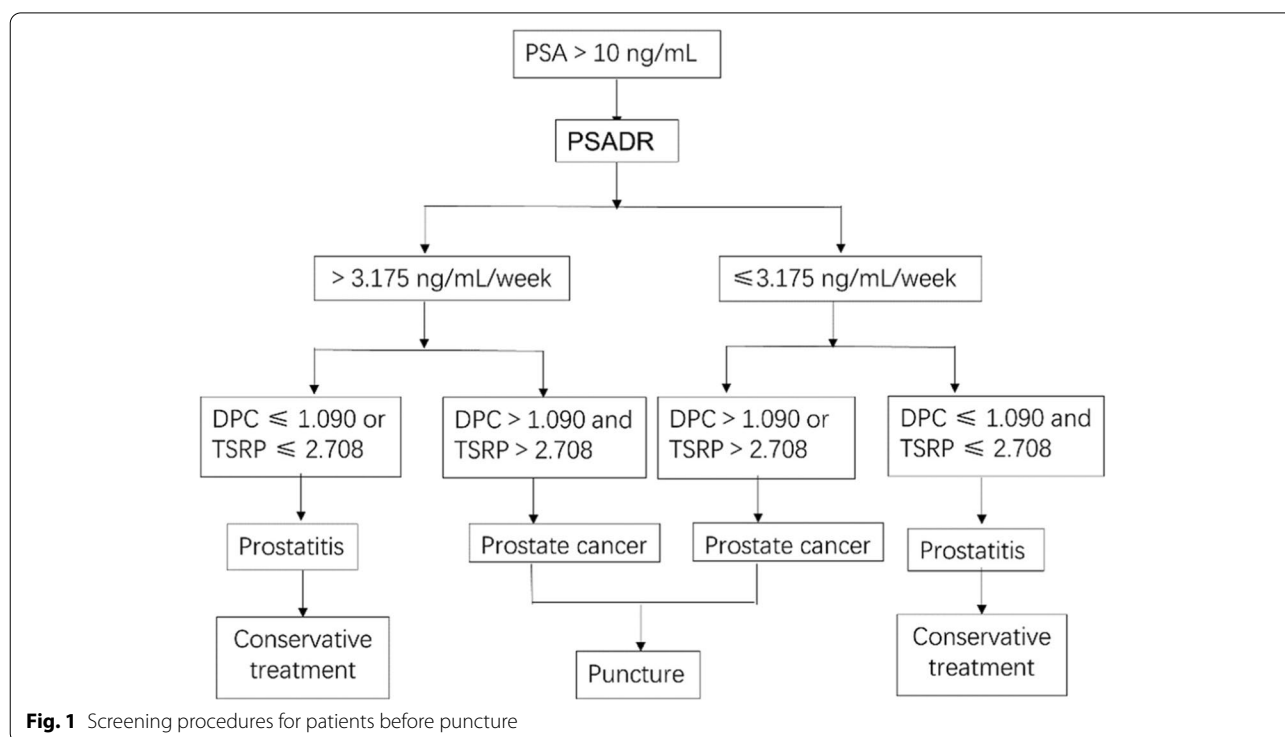 PSA > 10 ng/mL
PSADR
> 3.175 ng/mL/week
≤3.175 ng/mL/week
DPC ≤ 1.090 or
TSRP ≤ 2.708
DPC > 1.090 and
TSRP > 2.708
DPC > 1.090 or
TSRP > 2.708
DPC ≤ 1.090 and
TSRP ≤ 2.708
Prostatitis
Prostate cancer
Prostate cancer
Prostatitis
Conservative
treatment
Puncture
Conservative
treatment
Fig. 1 Screening procedures for patients before puncture